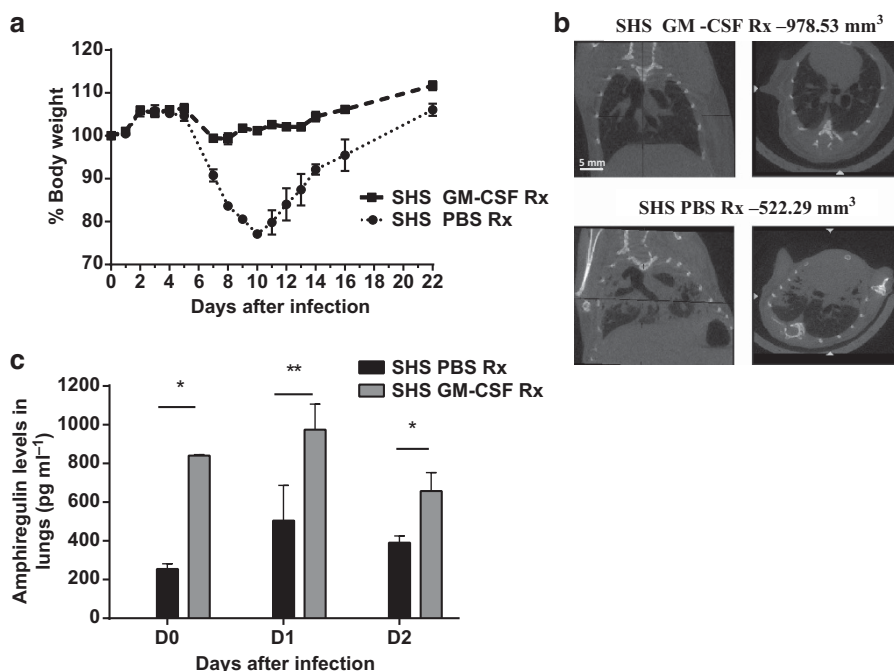 a
% Body weight
120
110
100
90
80
70
0 2 4 6 8 10 12 14 16 18 20 22
Days after infection
SHS GM-CSF Rx
SHS PBS Rx
b
SHS GM -CSF Rx –978.53 mm³
5 mm
SHS PBS Rx –522.29 mm³
c
Amphiregulin levels in
lungs (pg ml⁻¹)
1200
1000
800
600
400
200
0
* ** *
SHS PBS Rx
SHS GM-CSF Rx
D0 D1 D2
Days after infection